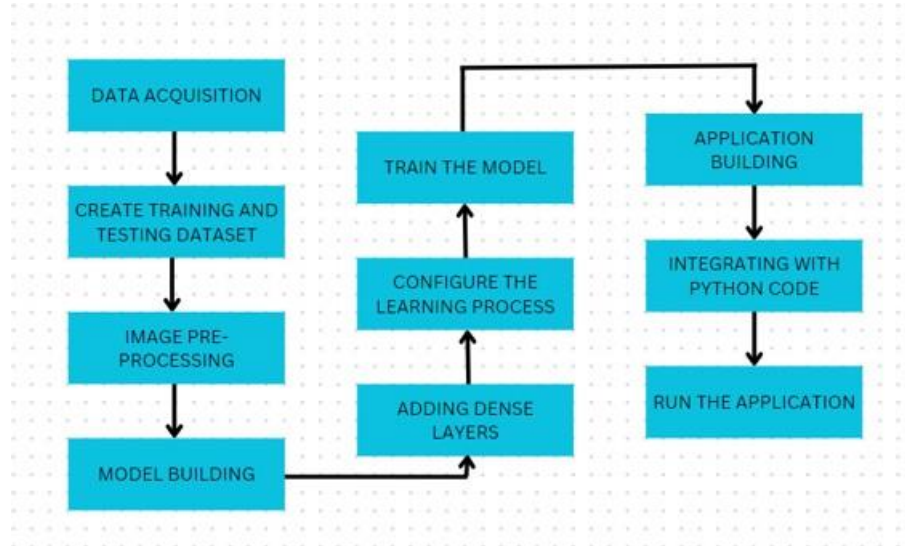 DATA ACQUISITION
CREATE TRAINING AND
TESTING DATASET
IMAGE PRE-
PROCESSING
MODEL BUILDING
ADDING DENSE
LAYERS
CONFIGURE THE
LEARNING PROCESS
TRAIN THE MODEL
APPLICATION
BUILDING
INTEGRATING WITH
PYTHON CODE
RUN THE APPLICATION